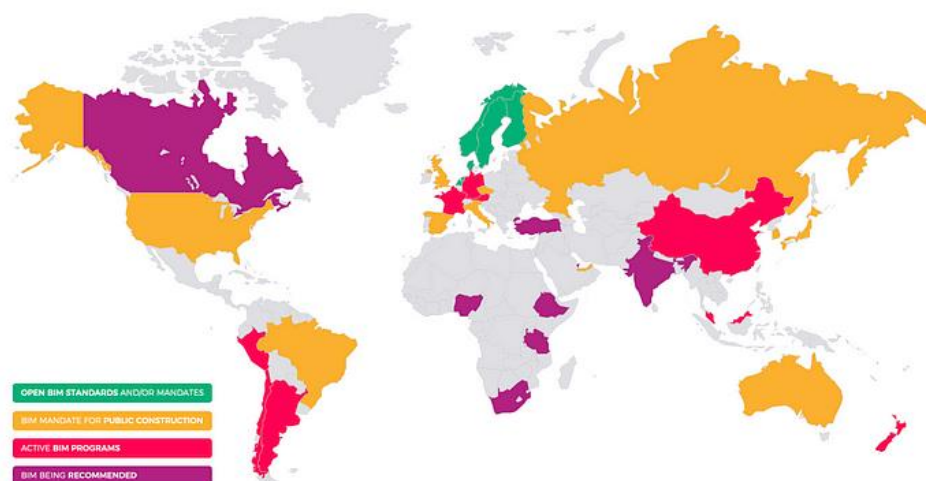 OPEN BIM STANDARDS AND/OR MANDATES
BIM MANDATE FOR PUBLIC CONSTRUCTION
ACTIVE BIM PROGRAMS
BIM BEING RECOMMENDED